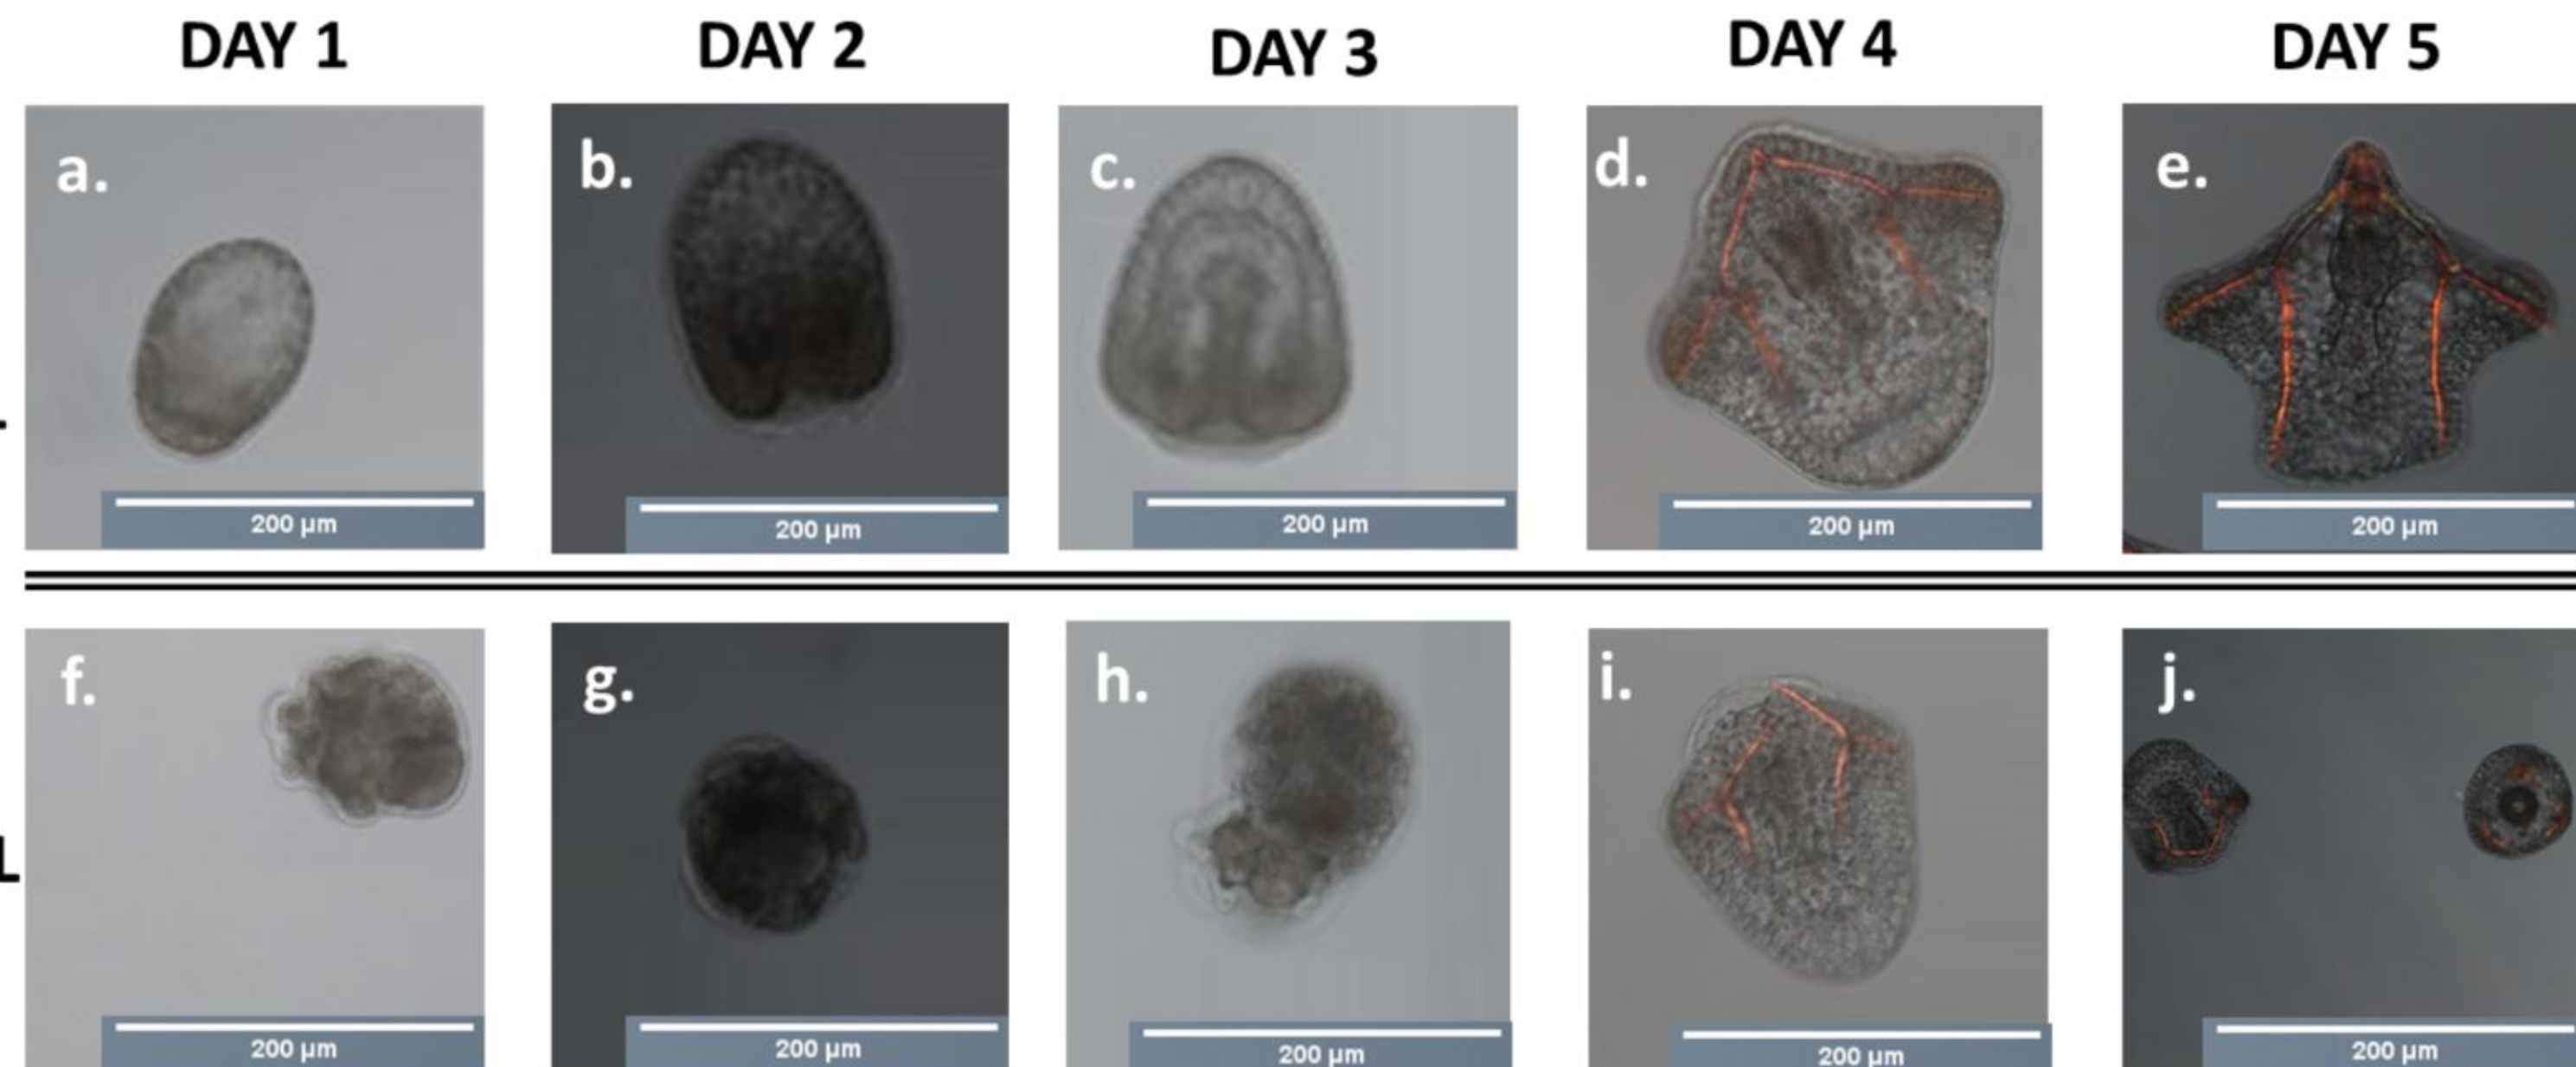 DAY 1 DAY 2 DAY 3 DAY 4 DAY 5
a. b. c. d. e.
200 µm 200 µm 200 µm 200 µm 200 µm
f. g. h. i. j.
200 µm 200 µm 200 µm 200 µm 200 µm